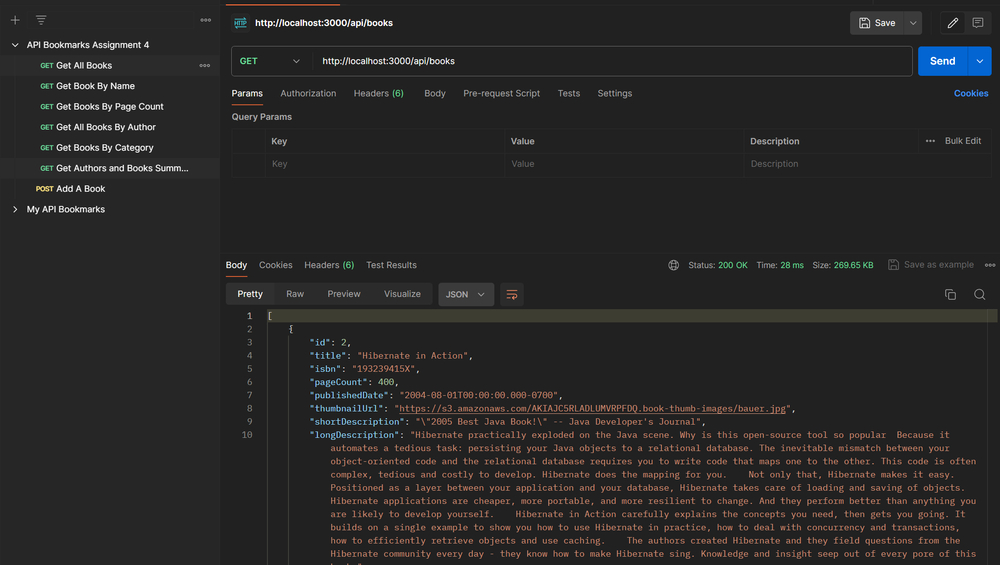 API Bookmarks Assignment 4
GET Get All Books
GET Get Book By Name
GET Get Books By Page Count
GET Get All Books By Author
GET Get Books By Category
GET Get Authors and Books Summ...
POST Add A Book
My API Bookmarks
HTTP http://localhost:3000/api/books
Save
GET http://localhost:3000/api/books
Send
Params Authorization Headers (6) Body Pre-request Script Tests Settings Cookies
Query Params
Key Value Description Bulk Edit
Key Value Description
Body Cookies Headers (6) Test Results Status: 200 OK Time: 28 ms Size: 269.65 KB Save as example
Pretty Raw Preview Visualize JSON
1 [
2 {
3 "id": 2,
4 "title": "Hibernate in Action",
5 "isbn": "193239415X",
6 "pageCount": 400,
7 "publishedDate": "2004-08-01T00:00:00.000-0700",
8 "thumbnailUrl": "https://s3.amazonaws.com/AKIAJC5RLADLUMVRPFDQ.book-thumb-images/bauer.jpg",
9 "shortDescription": "\"2005 Best Java Book!\" -- Java Developer's Journal",
10 "longDescription": "Hibernate practically exploded on the Java scene. Why is this open-source tool so popular  Because it
automates a tedious task: persisting your Java objects to a relational database. The inevitable mismatch between your
object-oriented code and the relational database requires you to write code that maps one to the other. This code is often
complex, tedious and costly to develop. Hibernate does the mapping for you.    Not only that, Hibernate makes it easy.
Positioned as a layer between your application and your database, Hibernate takes care of loading and saving of objects.
Hibernate applications are cheaper, more portable, and more resilient to change. And they perform better than anything you
are likely to develop yourself.    Hibernate in Action carefully explains the concepts you need, then gets you going. It
builds on a single example to show you how to use Hibernate in practice, how to deal with concurrency and transactions,
how to efficiently retrieve objects and use caching.    The authors created Hibernate and they field questions from the
Hibernate community every day - they know how to make Hibernate sing. Knowledge and insight seep out of every pore of this